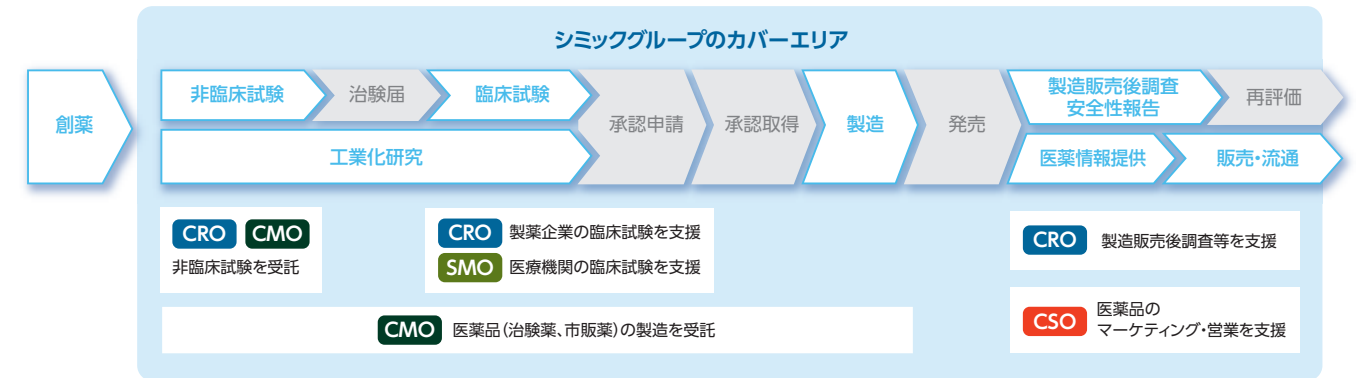 シミックグループのカバーエリア
創薬
非臨床試験
治験届
臨床試験
工業化研究
承認申請
承認取得
製造
発売
製造販売後調査
安全性報告
再評価
医薬情報提供
販売・流通
CRO CMO
非臨床試験を受託
CRO 製薬企業の臨床試験を支援
SMO 医療機関の臨床試験を支援
CMO 医薬品(治験薬、市販薬)の製造を受託
CRO 製造販売後調査等を支援
CSO 医薬品の
マーケティング・営業を支援